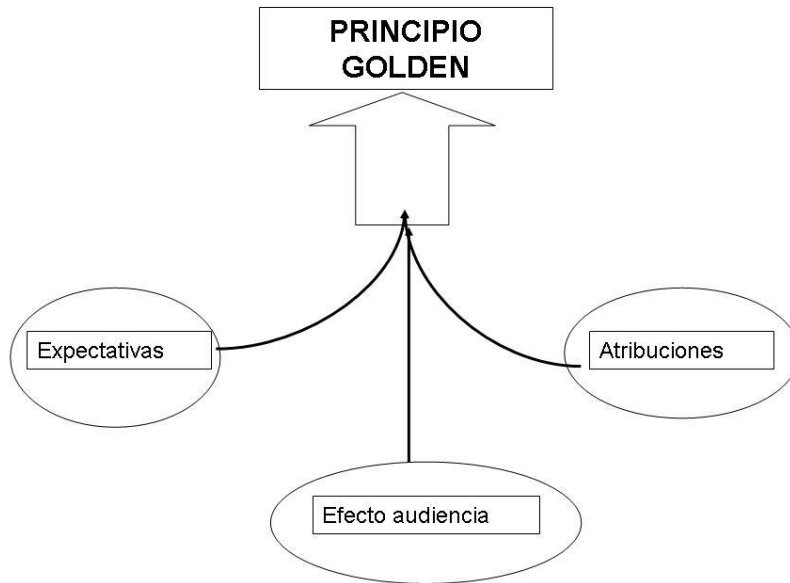 PRINCIPIO
GOLDEN
Expectativas
Atribuciones
Efecto audiencia